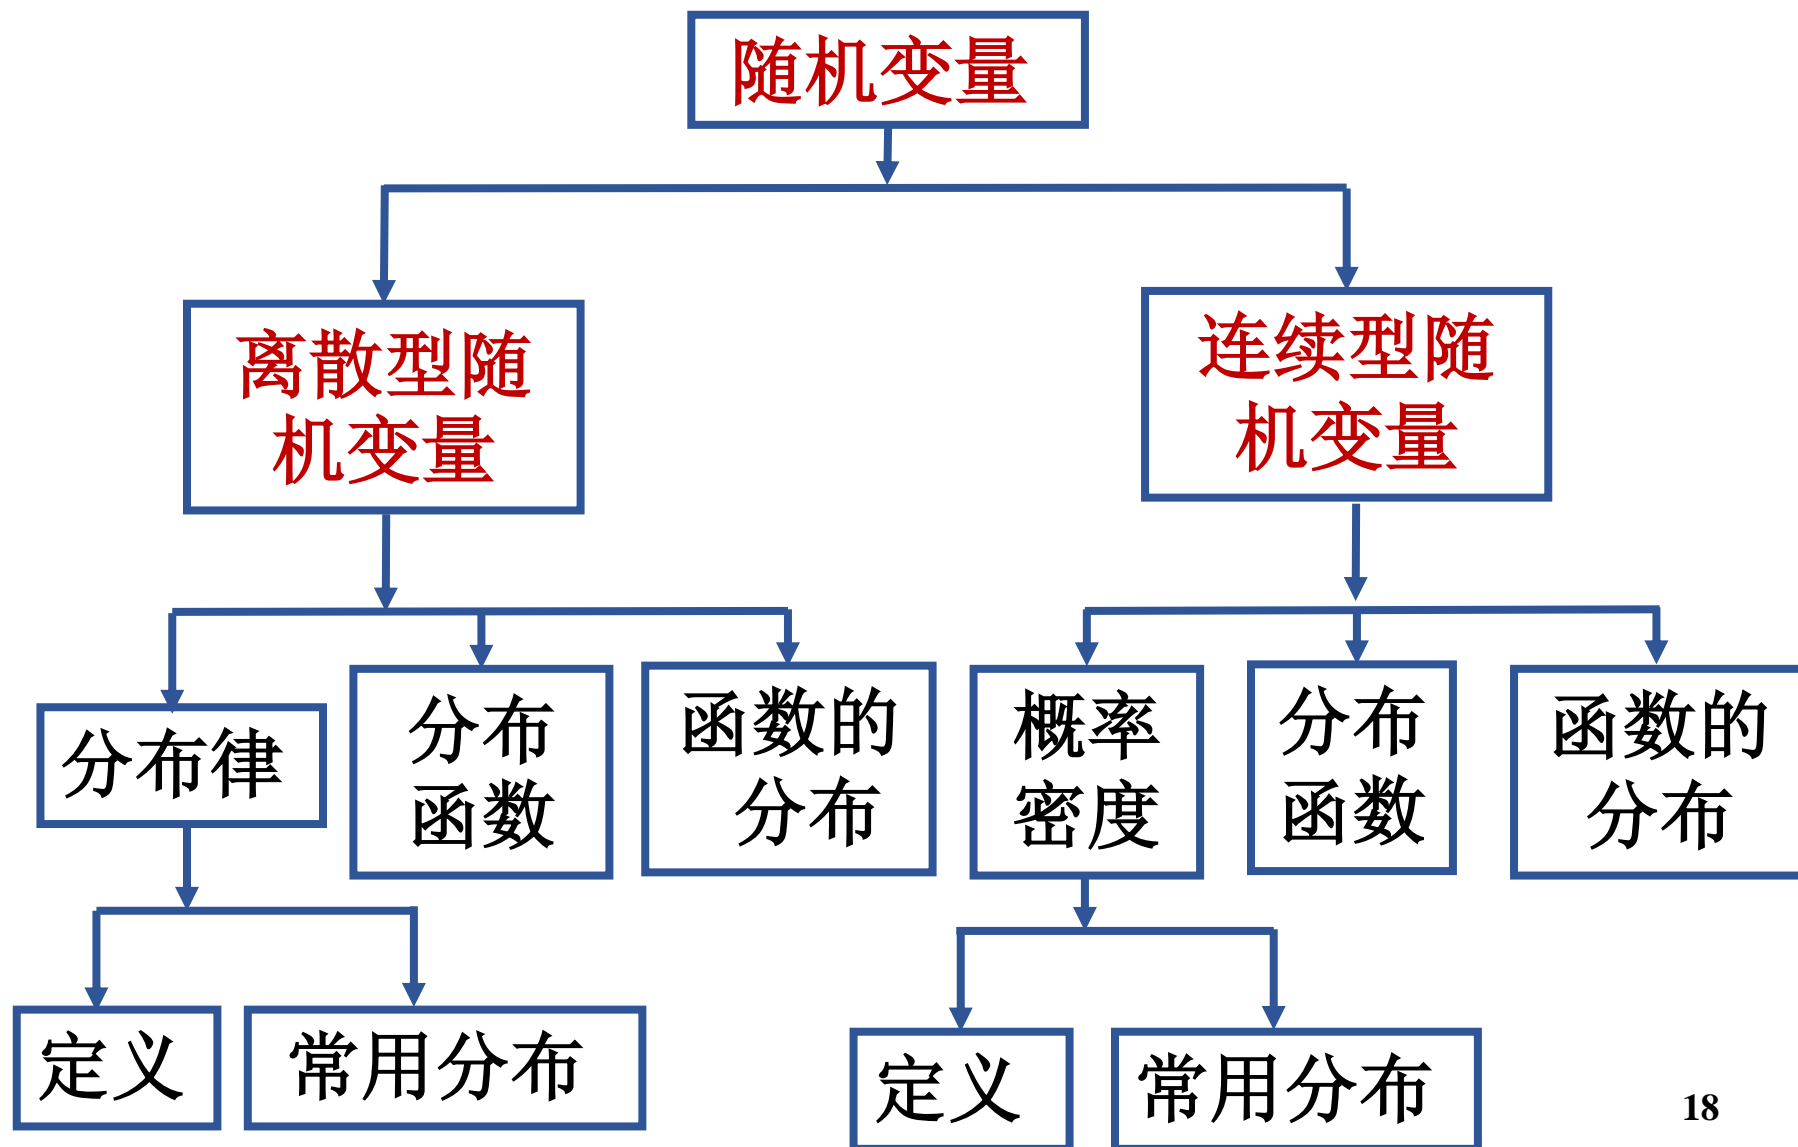 随机变量
离散型随
机变量
连续型随
机变量
分布律
分布
函数
函数的
分布
概率
密度
分布
函数
函数的
分布
定义
常用分布
定义
常用分布
18